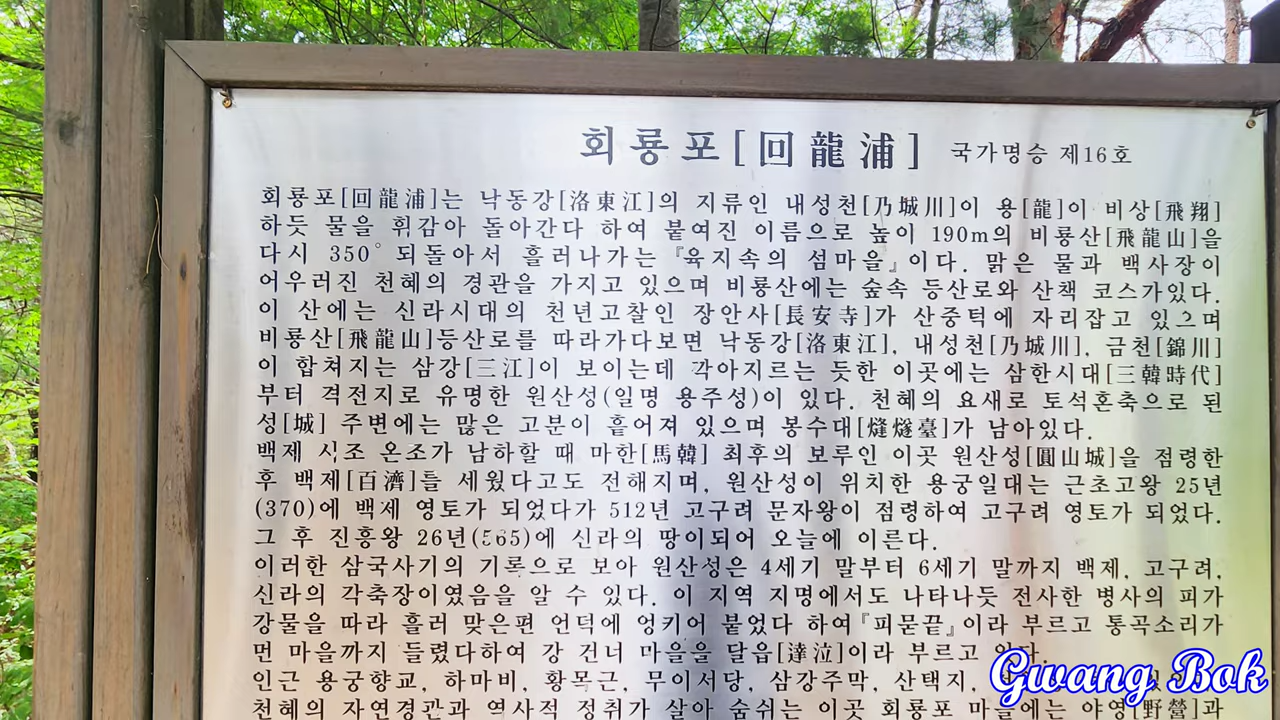 회룡포[回龍浦] 국가명승 제16호
회룡포[回龍浦]는 낙동강[洛東江]의 지류인 내성천[乃城川]이 용[龍]이 비상[飛翔]
하듯 물을 휘감아 돌아간다 하여 붙여진 이름으로 높이 190m의 비룡산[飛龍山]을
다시 350° 되돌아서 흘러나가는 『육지속의 섬마을』이다. 맑은 물과 백사장이
어우러진 천혜의 경관을 가지고 있으며 비룡산에는 숲속 등산로와 산책 코스가있다.
이 산에는 신라시대의 천년고찰인 장안사[長安寺]가 산중턱에 자리잡고 있으며
비룡산[飛龍山]등산로를 따라가다보면 낙동강[洛東江], 내성천[乃城川], 금천[錦川]
이 합쳐지는 삼강[三江]이 보이는데 각아지르는 듯한 이곳에는 삼한시대[三韓時代]
부터 격전지로 유명한 원산성(일명 용주성)이 있다. 천혜의 요새로 토석혼축으로 된
성[城] 주변에는 많은 고분이 흩어져 있으며 봉수대[熢燧臺]가 남아있다.
백제 시조 온조가 남하할 때 마한[馬韓] 최후의 보루인 이곳 원산성[圓山城]을 점령한
후 백제[百濟]를 세웠다고도 전해지며, 원산성이 위치한 용궁일대는 근초고왕 25년
(370)에 백제 영토가 되었다가 512년 고구려 문자왕이 점령하여 고구려 영토가 되었다.
그 후 진흥왕 26년(565)에 신라의 땅이되어 오늘에 이른다.
이러한 삼국사기의 기록으로 보아 원산성은 4세기 말부터 6세기 말까지 백제, 고구려,
신라의 각축장이였음을 알 수 있다. 이 지역 지명에서도 나타나듯 전사한 병사의 피가
강물을 따라 흘러 맞은편 언덕에 엉키어 붙었다 하여『피묻끝』이라 부르고 통곡소리가
먼 마을까지 들렸다하여 강 건너 마을을 달읍[達泣]이라 부르고 있다.
인근 용궁향교, 하마비, 황목근, 무이서당, 삼강주막, 산택지,
천혜의 자연경관과 역사적 정취가 살아 숨쉬는 이곳 회룡포 마을에는 야영[野營]과
Gwang Bok